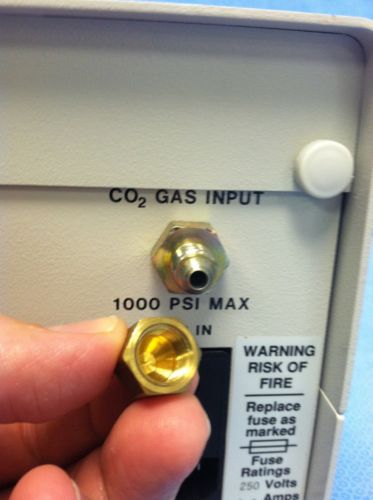 CO₂ GAS INPUT
1000 PSI MAX
IN
WARNING
RISK OF
FIRE
Replace
fuse as
marked
Fuse
Ratings
250 Volts
Amps